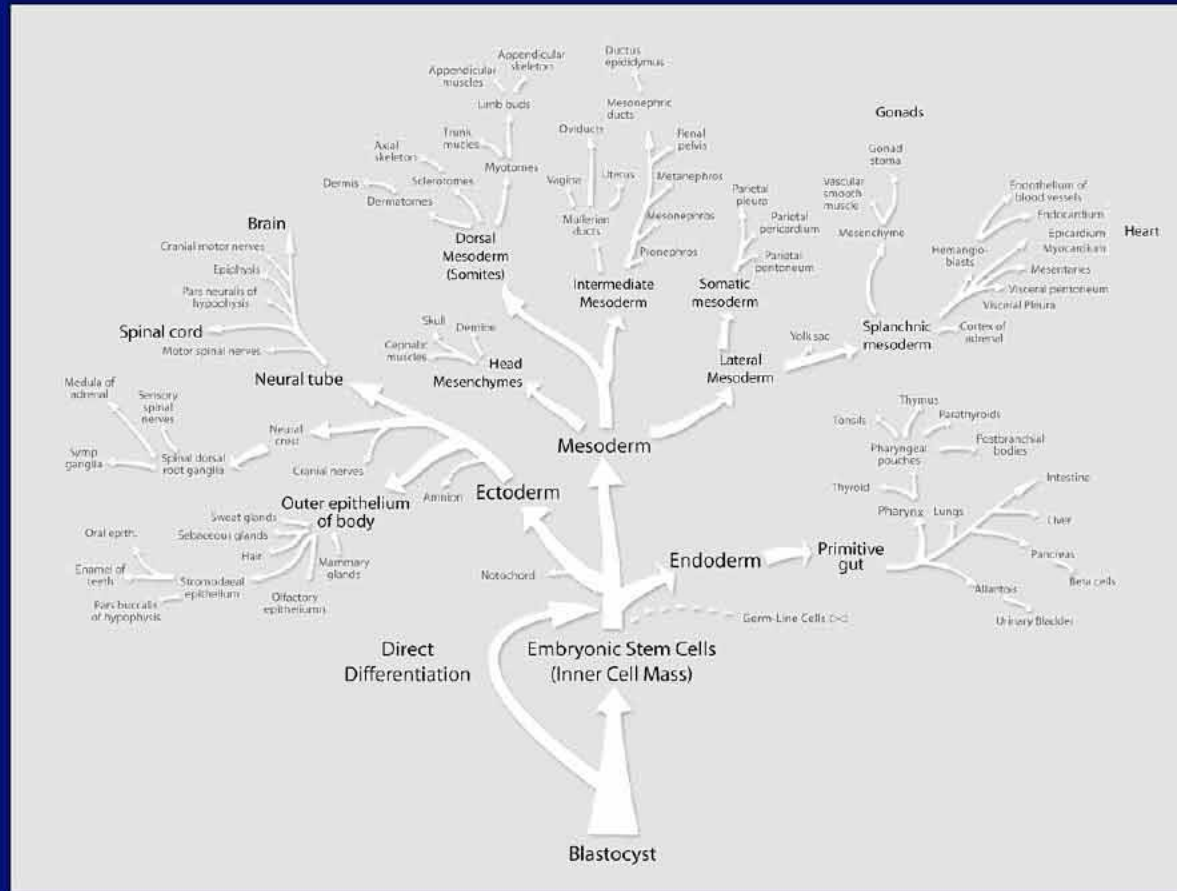 Appendicular
skeleton
Appendicular
muscles
Limb buds
Trunk
mucles
Axial
skeleton
Myotomes
Sclerotomes
Dermis
Dermatomes
Dorsal
Mesoderm
(Somites)
Ductus
epididymus
Mesonephric
ducts
Oviducts
Renal
pelvis
Uterus
Vagina
Metanephros
Mullerian
ducts
Mesonephros
Pronephros
Intermediate
Mesoderm
Parietal
pleura
Parietal
pericardium
Parietal
peritoneum
Somatic
mesoderm
Gonads
Gonad
stoma
Vascular
smooth
muscle
Mesenchyme
Endothelium of
blood vessels
Endocardium
Epicardium
Myocardium
Heart
Hemangio-
blasts
Mesentaries
Visceral peritoneum
Visceral Pleura
Cortex of
adrenal
Splanchnic
mesoderm
Yolk sac
Lateral
Mesoderm
Brain
Cranial motor nerves
Epiphysis
Pars neuralis of
hypophysis
Spinal cord
Motor spinal nerves
Neural tube
Skull
Cephalic
muscles
Head
Mesenchymes
Medula of
adrenal
Sensory
spinal
nerves
Neural
crest
Symp
ganglia
Spinal dorsal
root ganglia
Cranial nerves
Mesoderm
Ectoderm
Amnion
Outer epithelium
of body
Sweat glands
Sebaceous glands
Hair
Mammary
glands
Oral epith.
Enamel of
teeth
Stromodaeal
epithelium
Pars buccalis
of hypophysis
Olfactory
epithelium
Notochord
Endoderm
Primitive
gut
Thymus
Tonsils
Parathyroids
Pharyngeal
pouches
Postbranchial
bodies
Thyroid
Pharynx
Lungs
Intestine
Liver
Pancreas
Beta cells
Allantois
Urinary Bladder
Germ-Line Cells
Direct
Differentiation
Embryonic Stem Cells
(Inner Cell Mass)
Blastocyst